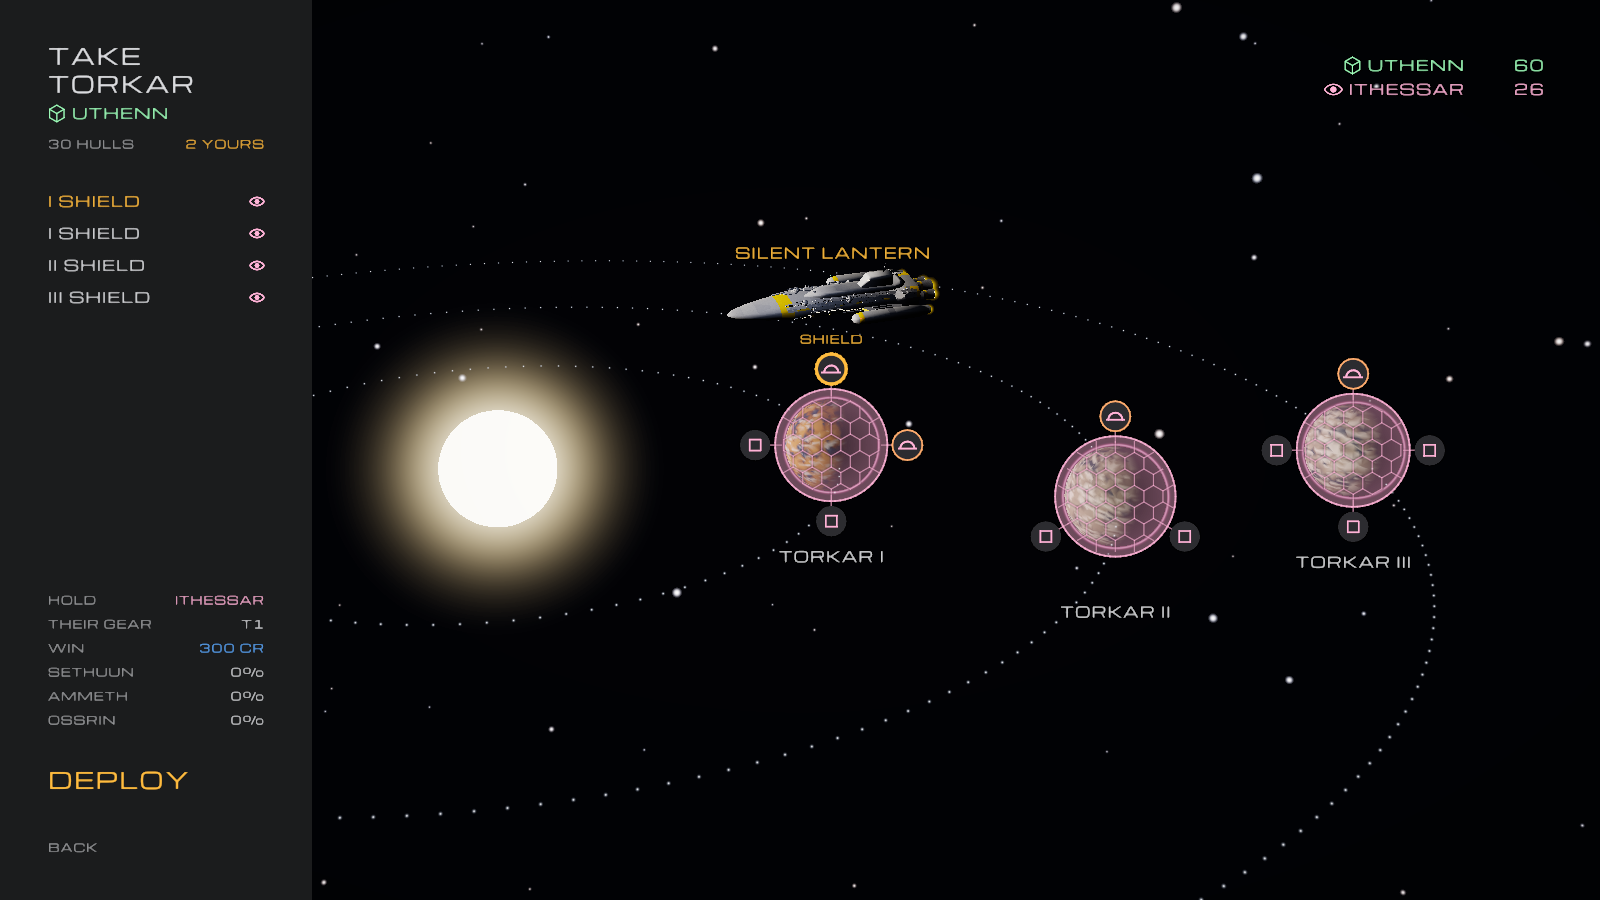 TAKE
TORKAR
UTHENN
30 HULLS 2 YOURS
I SHIELD
I SHIELD
II SHIELD
III SHIELD
HOLD ITHESSAR
THEIR GEAR T1
WIN 300 CR
SETHUUN 0%
AMMETH 0%
OSSRIN 0%
DEPLOY
BACK
UTHENN 60
ITHESSAR 26
SILENT LANTERN
SHIELD
TORKAR I
TORKAR II
TORKAR III